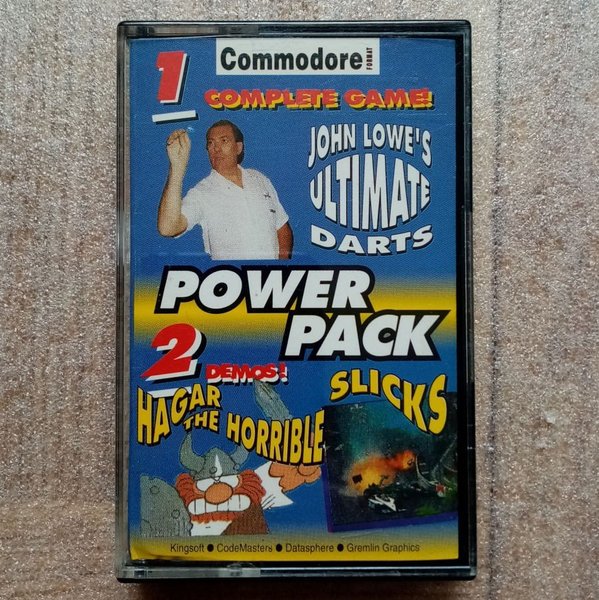 Commodore FORMAT
1 COMPLETE GAME!
JOHN LOWE'S
ULTIMATE
DARTS
POWER
PACK
2 DEMOS!
HAGAR
THE HORRIBLE
SLICKS
Kingsoft ● CodeMasters ● Datasphere ● Gremlin Graphics